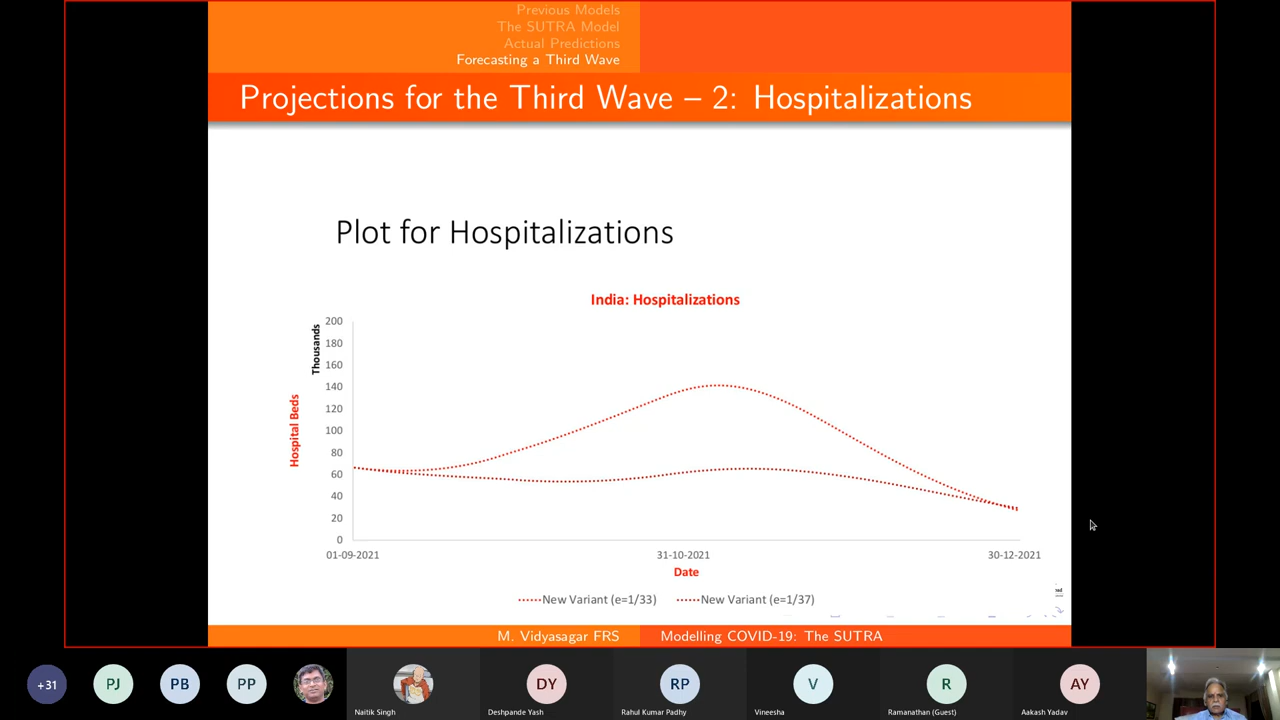 Previous Models
The SUTRA Model
Actual Predictions
Forecasting a Third Wave
Projections for the Third Wave – 2: Hospitalizations
Plot for Hospitalizations
India: Hospitalizations
Thousands
Hospital Beds
200
180
160
140
120
100
80
60
40
20
0
01-09-2021 31-10-2021 30-12-2021
Date
New Variant (e=1/33) New Variant (e=1/37)
M. Vidyasagar FRS Modelling COVID-19: The SUTRA
+31 PJ PB PP DY RP V R AY
Naitik Singh Deshpande Yash Rahul Kumar Padhy Vineesha Ramanathan (Guest) Aakash Yadav